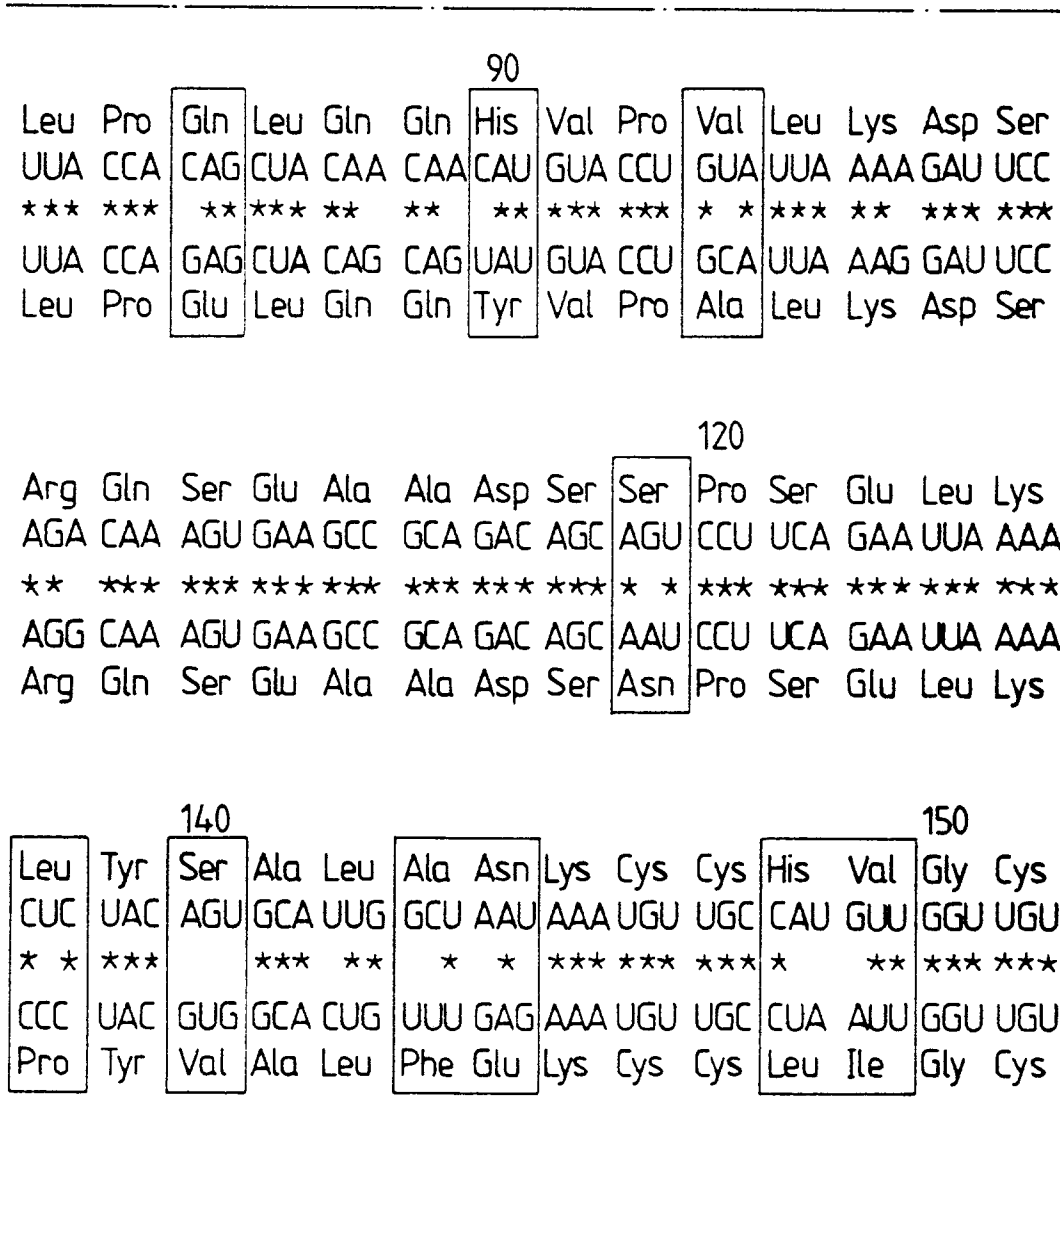 90
Leu Pro Gln Leu Gln Gln His Val Pro Val Leu Lys Asp Ser
UUA CCA CAG CUA CAA CAA CAU GUA CCU GUA UUA AAA GAU UCC
*** *** ** *** ** ** ** *** *** * * *** ** *** ***
UUA CCA GAG CUA CAG CAG UAU GUA CCU GCA UUA AAG GAU UCC
Leu Pro Glu Leu Gln Gln Tyr Val Pro Ala Leu Lys Asp Ser
120
Arg Gln Ser Glu Ala Ala Asp Ser Ser Pro Ser Glu Leu Lys
AGA CAA AGU GAA GCC GCA GAC AGC AGU CCU UCA GAA UUA AAA
** *** *** *** *** *** *** *** * * *** *** *** *** ***
AGG CAA AGU GAA GCC GCA GAC AGC AAU CCU UCA GAA UUA AAA
Arg Gln Ser Glu Ala Ala Asp Ser Asn Pro Ser Glu Leu Lys
140 150
Leu Tyr Ser Ala Leu Ala Asn Lys Cys Cys His Val Gly Cys
CUC UAC AGU GCA UUG GCU AAU AAA UGU UGC CAU GUU GGU UGU
* * *** *** ** * * *** *** *** * ** *** ***
CCC UAC GUG GCA CUG UUU GAG AAA UGU UGC CUA AUU GGU UGU
Pro Tyr Val Ala Leu Phe Glu Lys Cys Cys Leu Ile Gly Cys